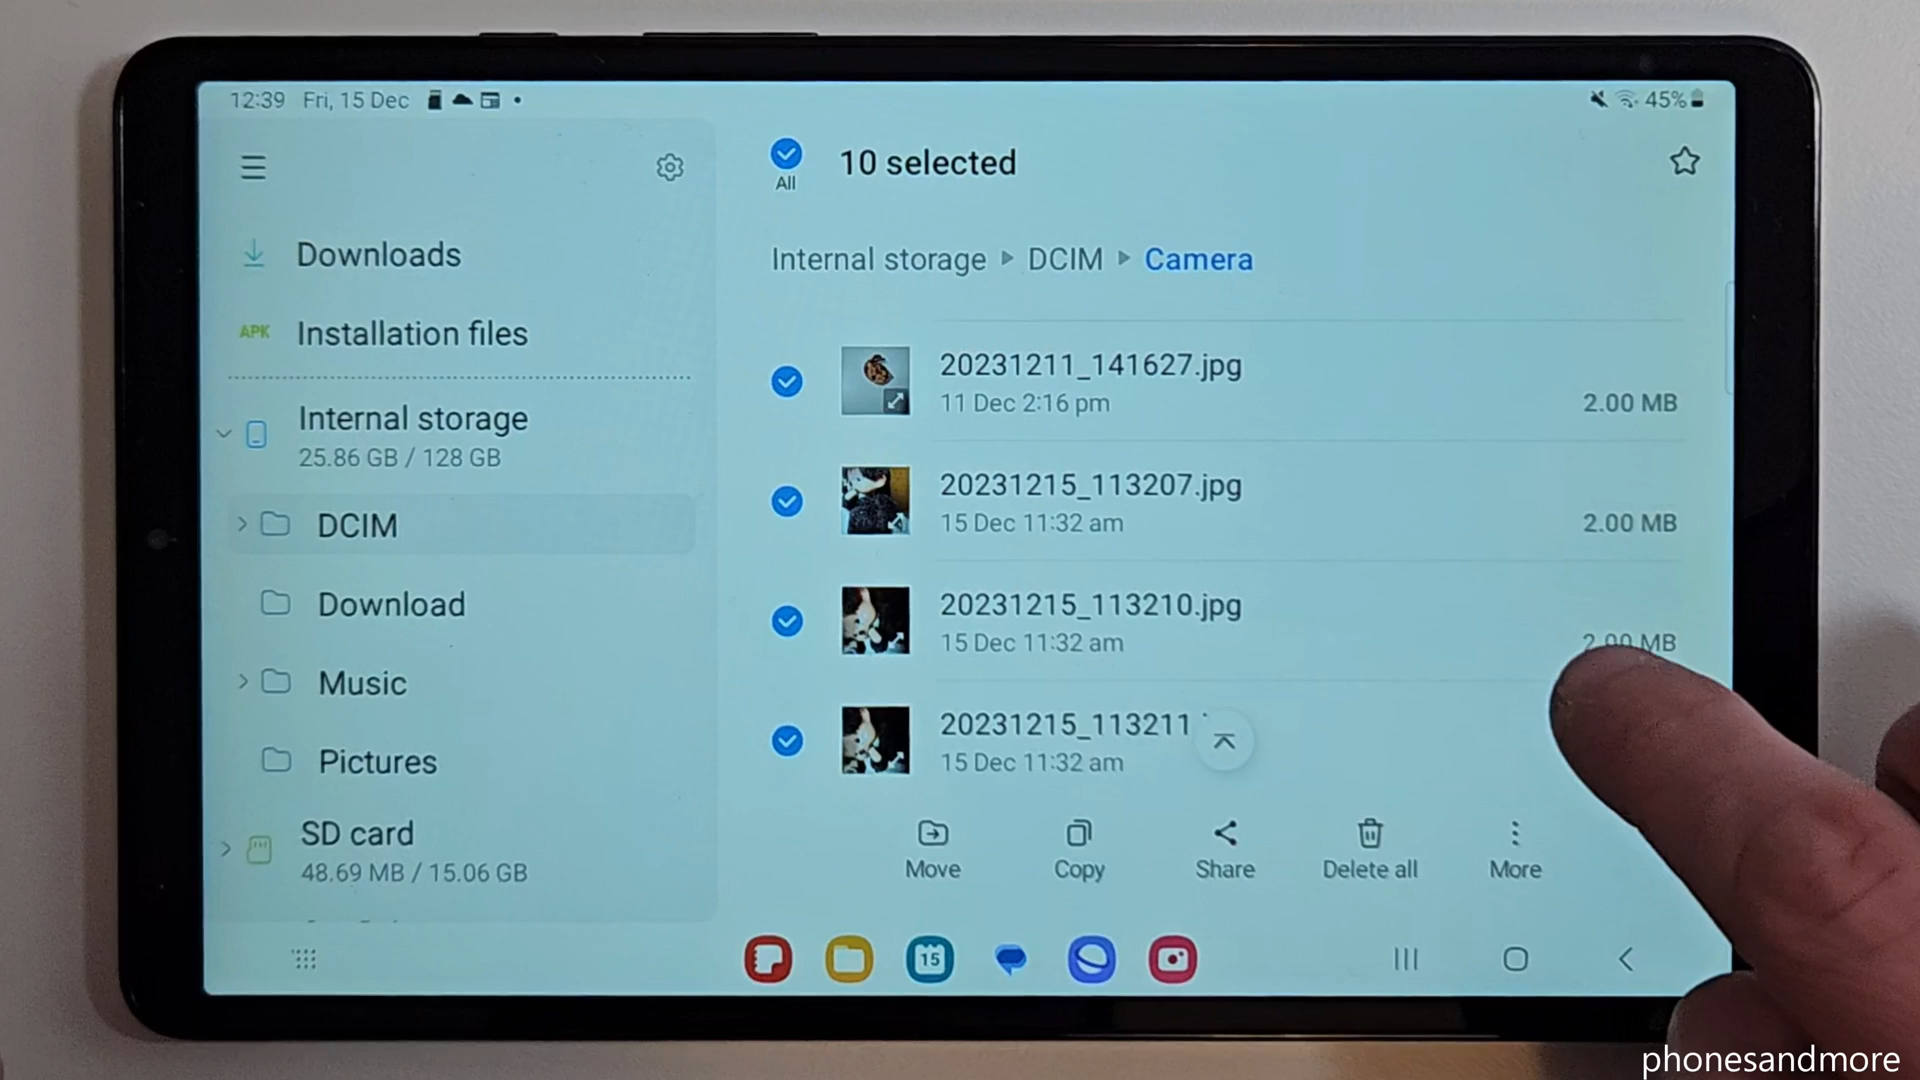 12:39 Fri, 15 Dec
45%
Downloads
APK Installation files
Internal storage
25.86 GB / 128 GB
DCIM
Download
Music
Pictures
SD card
48.69 MB / 15.06 GB
All
10 selected
Internal storage DCIM Camera
20231211_141627.jpg
11 Dec 2:16 pm
2.00 MB
20231215_113207.jpg
15 Dec 11:32 am
2.00 MB
20231215_113210.jpg
15 Dec 11:32 am
2.00 MB
20231215_113211
15 Dec 11:32 am
Move
Copy
Share
Delete all
More
15
phonesandmore